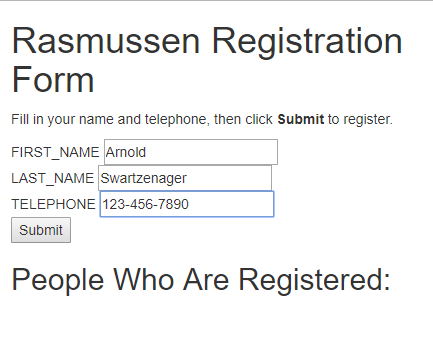 Rasmussen Registration
Form
Fill in your name and telephone, then click Submit to register.
FIRST_NAME Arnold
LAST_NAME Swartzenager
TELEPHONE 123-456-7890
Submit
People Who Are Registered: